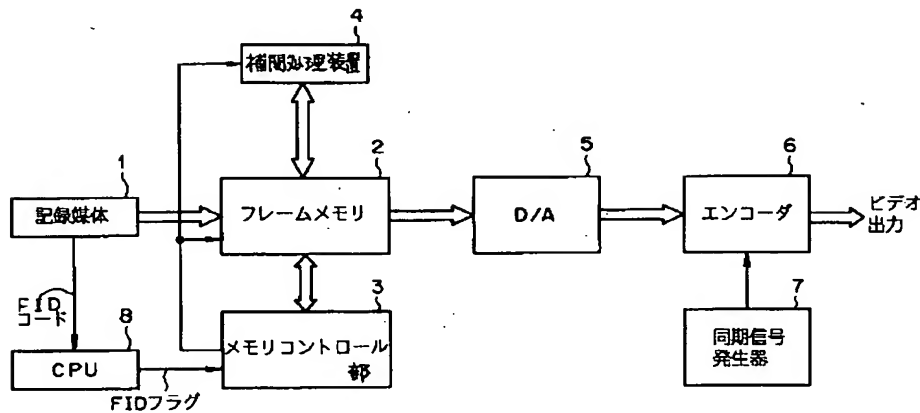 4
補間処理装置
1
2
5
6
記録媒体
フレームメモリ
D/A
エンコーダ
ビデオ
出力
FID
コード
8
3
7
CPU
メモリコントロール
部
同期信号
発生器
FIDフラグ